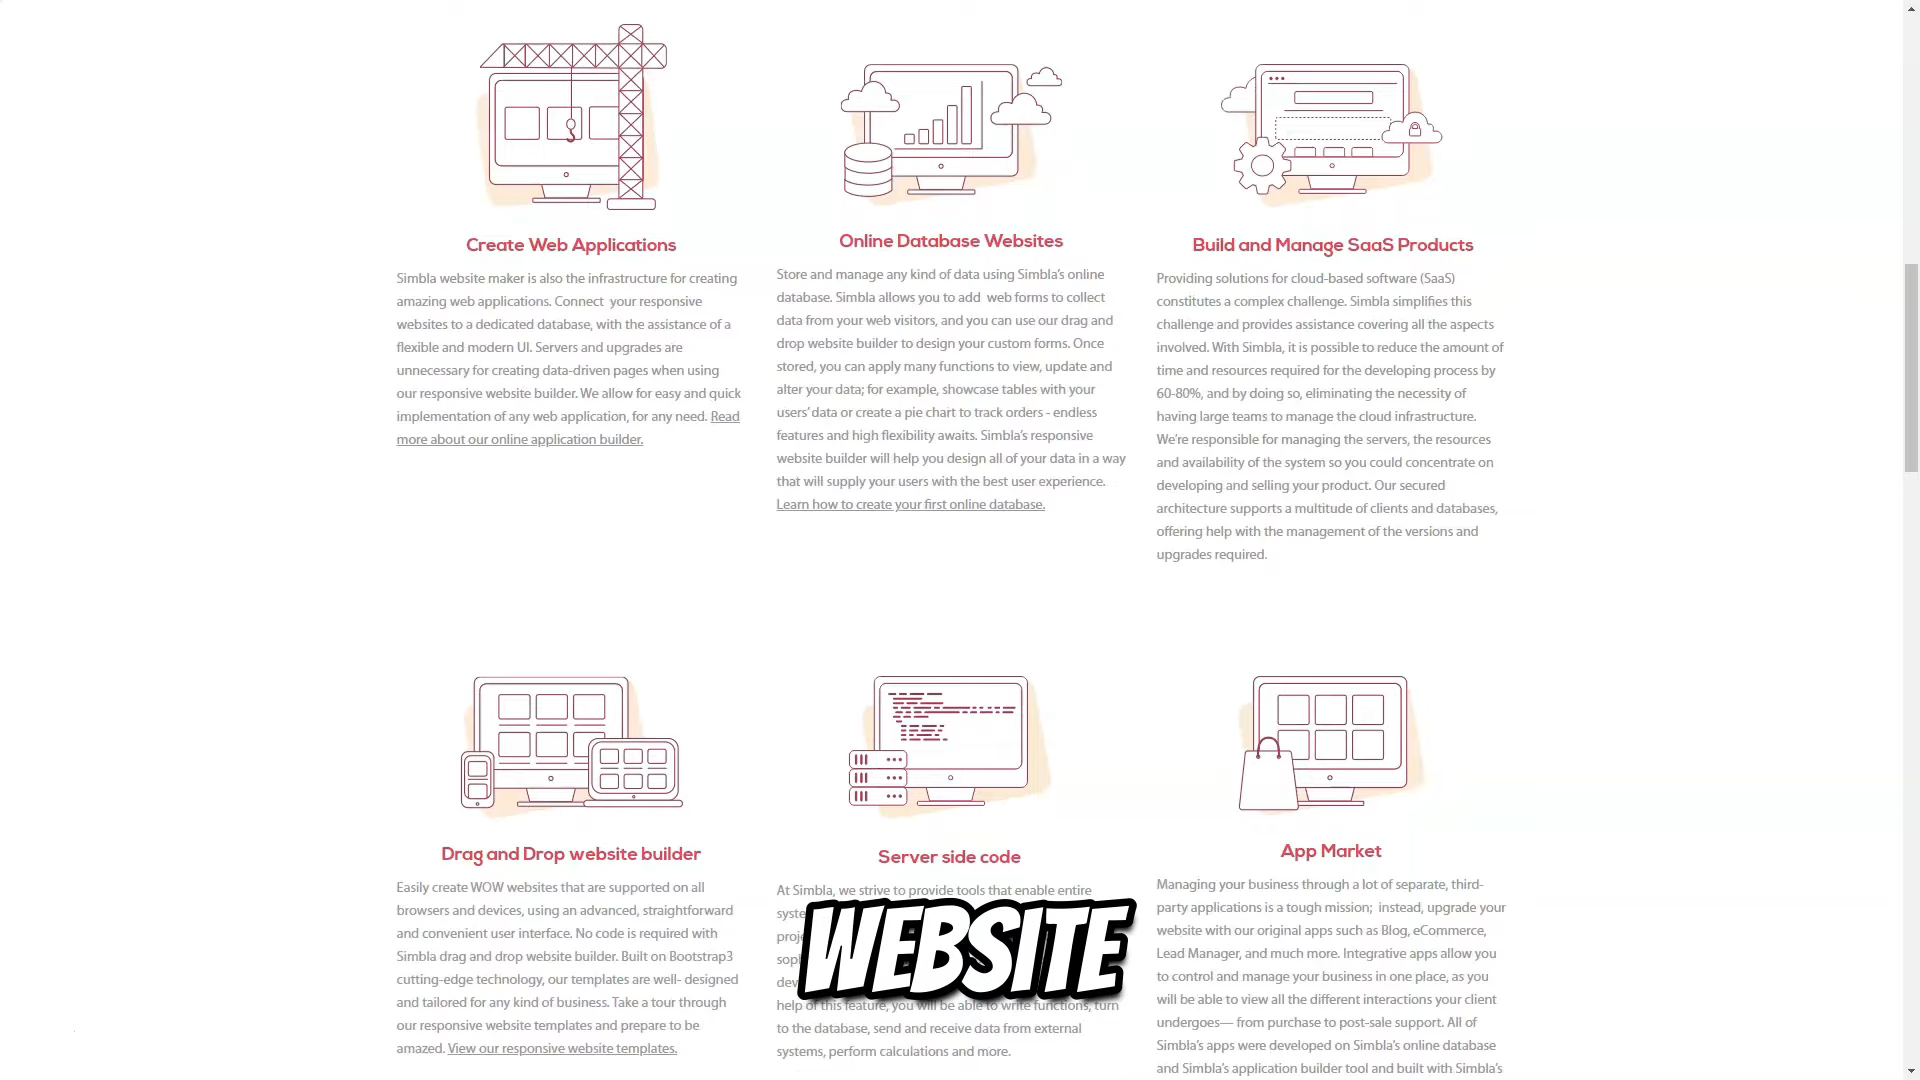 Create Web Applications
Simbla website maker is also the infrastructure for creating
amazing web applications. Connect your responsive
websites to a dedicated database, with the assistance of a
flexible and modern UI. Servers and upgrades are
unnecessary for creating data-driven pages when using
our responsive website builder. We allow for easy and quick
implementation of any web application, for any need. Read
more about our online application builder.
Online Database Websites
Store and manage any kind of data using Simbla's online
database. Simbla allows you to add web forms to collect
data from your web visitors, and you can use our drag and
drop website builder to design your custom forms. Once
stored, you can apply many functions to view, update and
alter your data; for example, showcase tables with your
users' data or create a pie chart to track orders - endless
features and high flexibility awaits. Simbla's responsive
website builder will help you design all of your data in a way
that will supply your users with the best user experience.
Learn how to create your first online database.
Build and Manage SaaS Products
Providing solutions for cloud-based software (SaaS)
constitutes a complex challenge. Simbla simplifies this
challenge and provides assistance covering all the aspects
involved. With Simbla, it is possible to reduce the amount of
time and resources required for the developing process by
60-80%, and by doing so, eliminating the necessity of
having large teams to manage the cloud infrastructure.
We're responsible for managing the servers, the resources
and availability of the system so you could concentrate on
developing and selling your product. Our secured
architecture supports a multitude of clients and databases,
offering help with the management of the versions and
upgrades required.
Drag and Drop website builder
Easily create WOW websites that are supported on all
browsers and devices, using an advanced, straightforward
and convenient user interface. No code is required with
Simbla drag and drop website builder. Built on Bootstrap3
cutting-edge technology, our templates are well- designed
and tailored for any kind of business. Take a tour through
our responsive website templates and prepare to be
amazed. View our responsive website templates.
Server side code
At Simbla, we strive to provide tools that enable entire
WEBSITE
help of this feature, you will be able to write functions, turn
to the database, send and receive data from external
systems, perform calculations and more.
App Market
Managing your business through a lot of separate, third-
party applications is a tough mission; instead, upgrade your
website with our original apps such as Blog, eCommerce,
Lead Manager, and much more. Integrative apps allow you
to control and manage your business in one place, as you
will be able to view all the different interactions your client
undergoes— from purchase to post-sale support. All of
Simbla's apps were developed on Simbla's online database
and Simbla's application builder tool and built with Simbla's